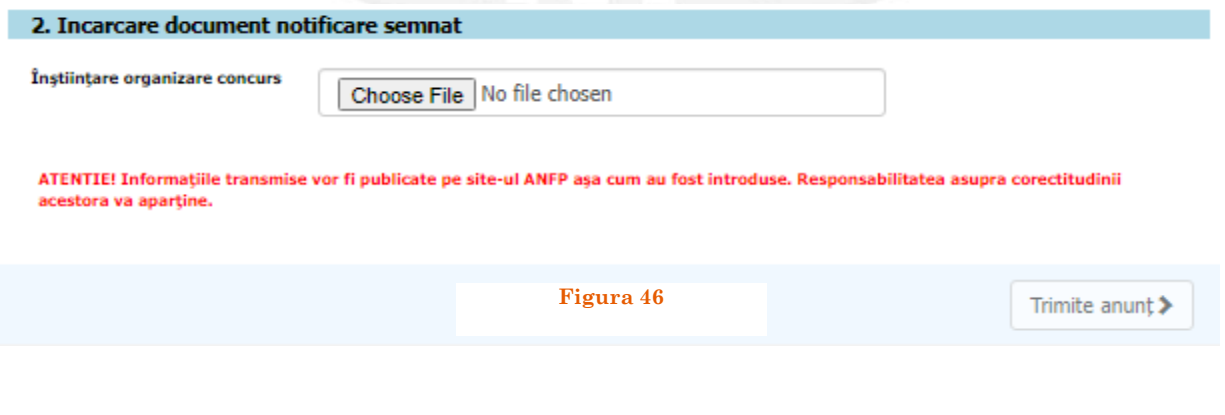 2. Incarcare document notificare semnat
Înştiinţare organizare concurs
Choose File No file chosen
ATENTIE! Informaţiile transmise vor fi publicate pe site-ul ANFP aşa cum au fost introduse. Responsabilitatea asupra corectitudinii
acestora va aparţine.
Figura 46
Trimite anunţ